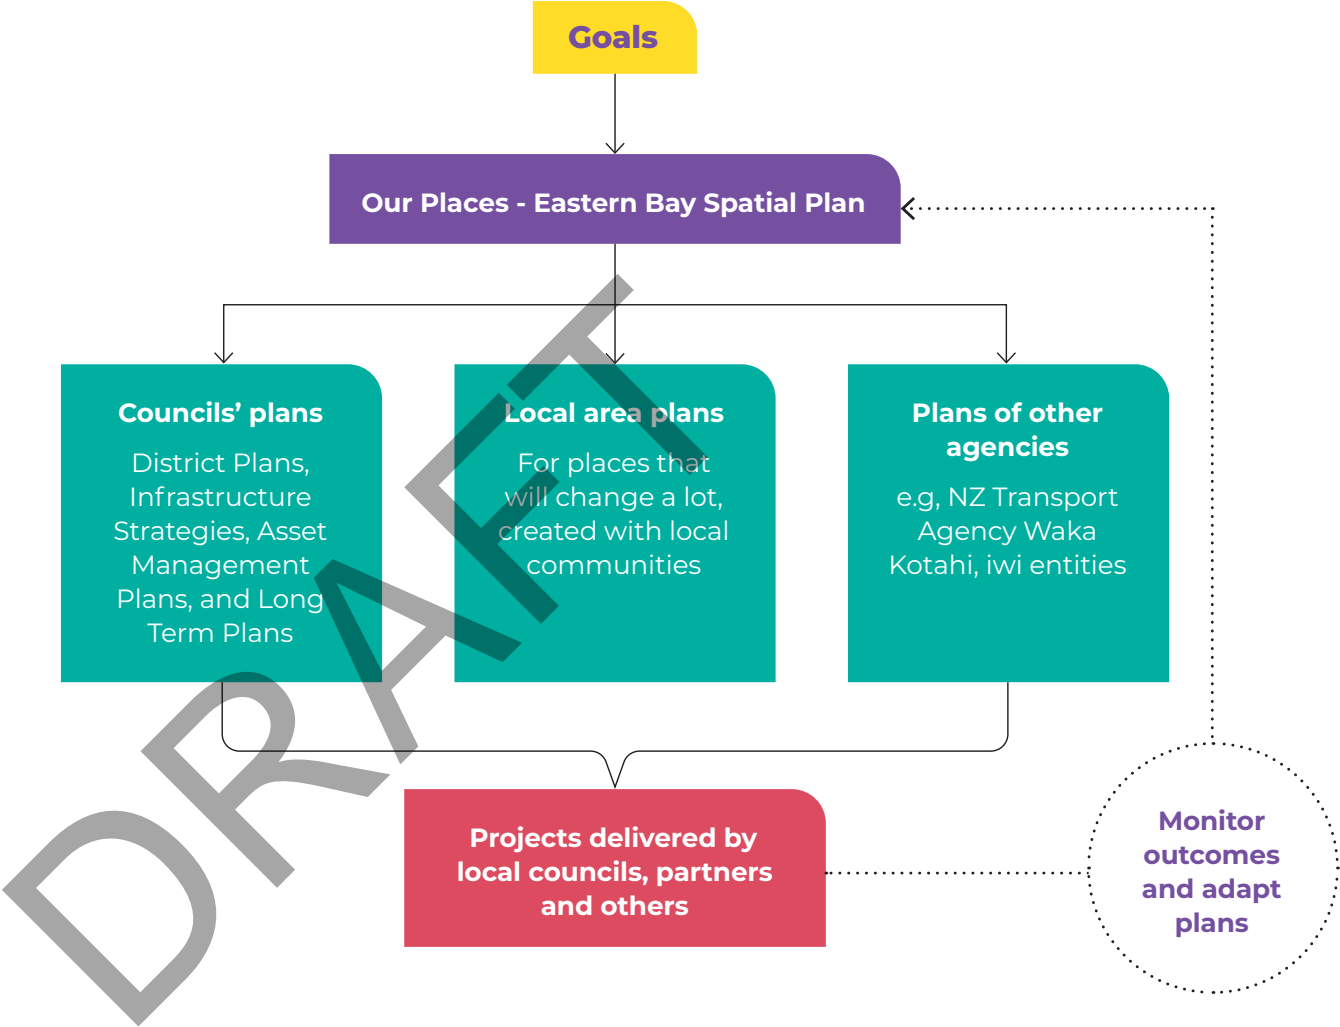 Goals
Our Places - Eastern Bay Spatial Plan
Councils’ plans
District Plans,
Infrastructure
Strategies, Asset
Management
Plans, and Long
Term Plans
Local area plans
For places that
will change a lot,
created with local
communities
Plans of other
agencies
e.g, NZ Transport
Agency Waka
Kotahi, iwi entities
Projects delivered by
local councils, partners
and others
Monitor
outcomes
and adapt
plans
DRAFT